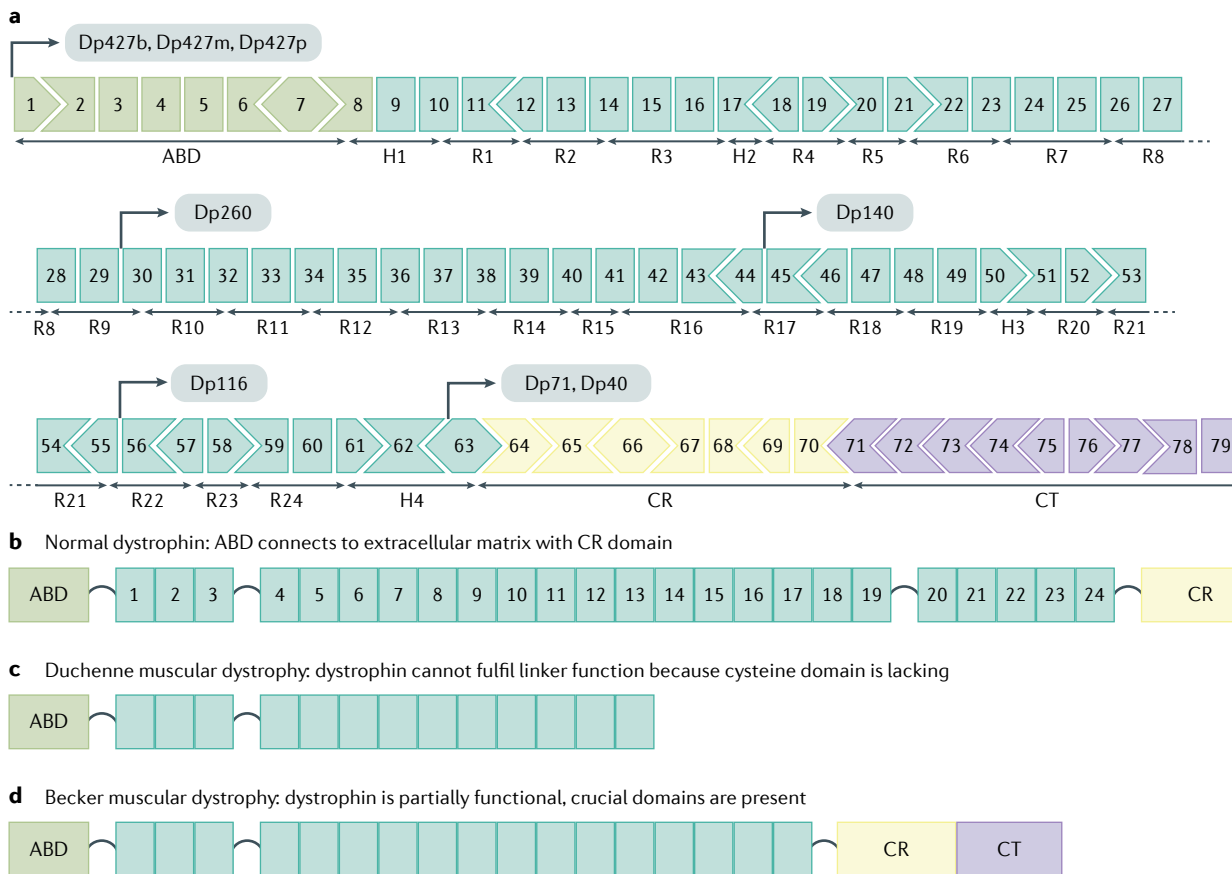 a
Dp427b, Dp427m, Dp427p
1 2 3 4 5 6 7 8 9 10 11 12 13 14 15 16 17 18 19 20 21 22 23 24 25 26 27
ABD H1 R1 R2 R3 H2 R4 R5 R6 R7 R8
Dp260 Dp140
28 29 30 31 32 33 34 35 36 37 38 39 40 41 42 43 44 45 46 47 48 49 50 51 52 53
R8 R9 R10 R11 R12 R13 R14 R15 R16 R17 R18 R19 H3 R20 R21
Dp116 Dp71, Dp40
54 55 56 57 58 59 60 61 62 63 64 65 66 67 68 69 70 71 72 73 74 75 76 77 78 79
R21 R22 R23 R24 H4 CR CT
b Normal dystrophin: ABD connects to extracellular matrix with CR domain
ABD 1 2 3 4 5 6 7 8 9 10 11 12 13 14 15 16 17 18 19 20 21 22 23 24 CR
c Duchenne muscular dystrophy: dystrophin cannot fulfil linker function because cysteine domain is lacking
ABD
d Becker muscular dystrophy: dystrophin is partially functional, crucial domains are present
ABD CR CT